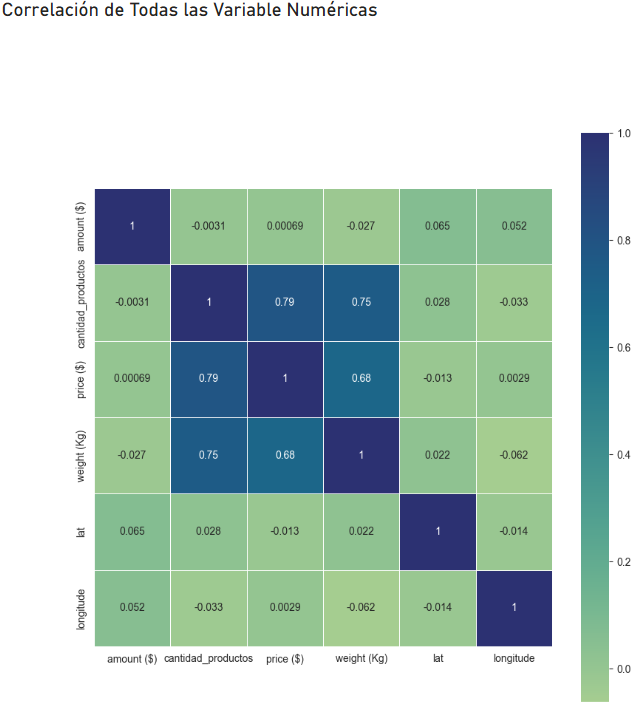 Correlación de Todas las Variable Numéricas
1.0
amount ($) 1 -0.0031 0.00069 -0.027 0.065 0.052
0.8
cantidad_productos -0.0031 1 0.79 0.75 0.028 -0.033
0.6
price ($) 0.00069 0.79 1 0.68 -0.013 0.0029
0.4
weight (Kg) -0.027 0.75 0.68 1 0.022 -0.062
lat 0.065 0.028 -0.013 0.022 1 -0.014
0.2
longitude 0.052 -0.033 0.0029 -0.062 -0.014 1
amount ($) cantidad_productos price ($) weight (Kg) lat longitude
0.0